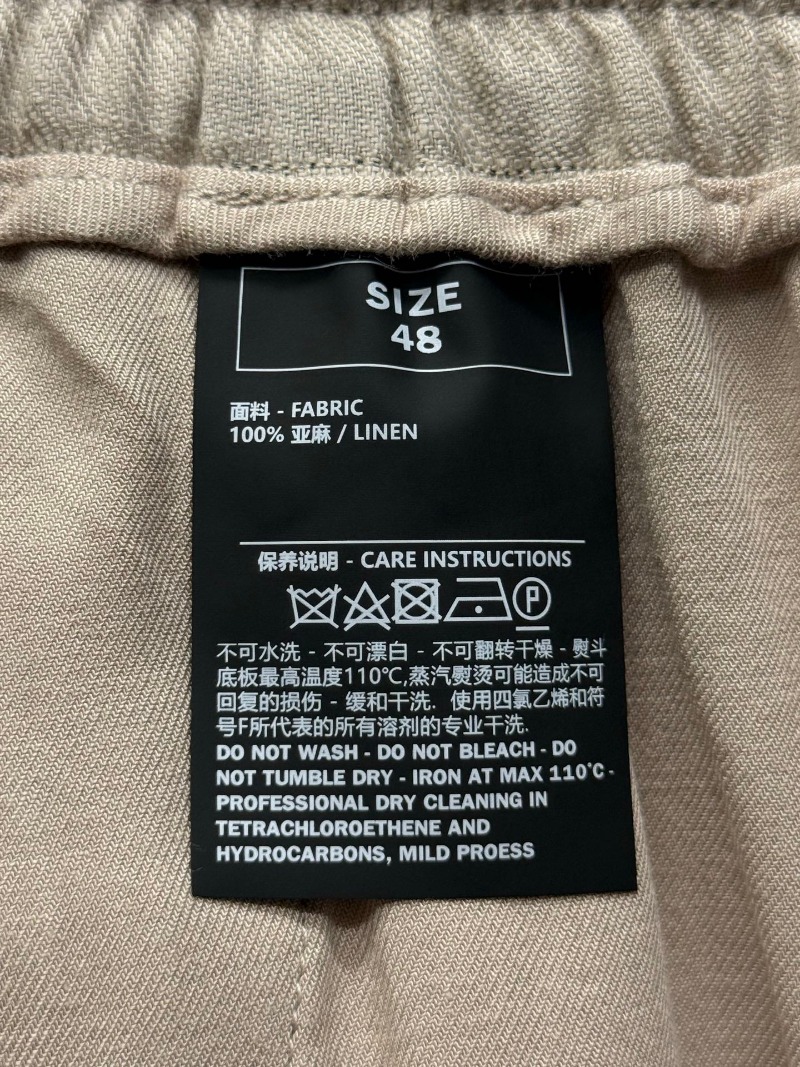 SIZE
48
面料 - FABRIC
100% 亚麻 / LINEN
保养说明 - CARE INSTRUCTIONS
P
不可水洗 - 不可漂白 - 不可翻转干燥 - 熨斗
底板最高温度110℃,蒸汽熨烫可能造成不可
回复的损伤 - 缓和干洗. 使用四氯乙烯和符
号F所代表的所有溶剂的专业干洗.
DO NOT WASH - DO NOT BLEACH - DO
NOT TUMBLE DRY - IRON AT MAX 110℃ -
PROFESSIONAL DRY CLEANING IN
TETRACHLOROETHENE AND
HYDROCARBONS, MILD PROESS